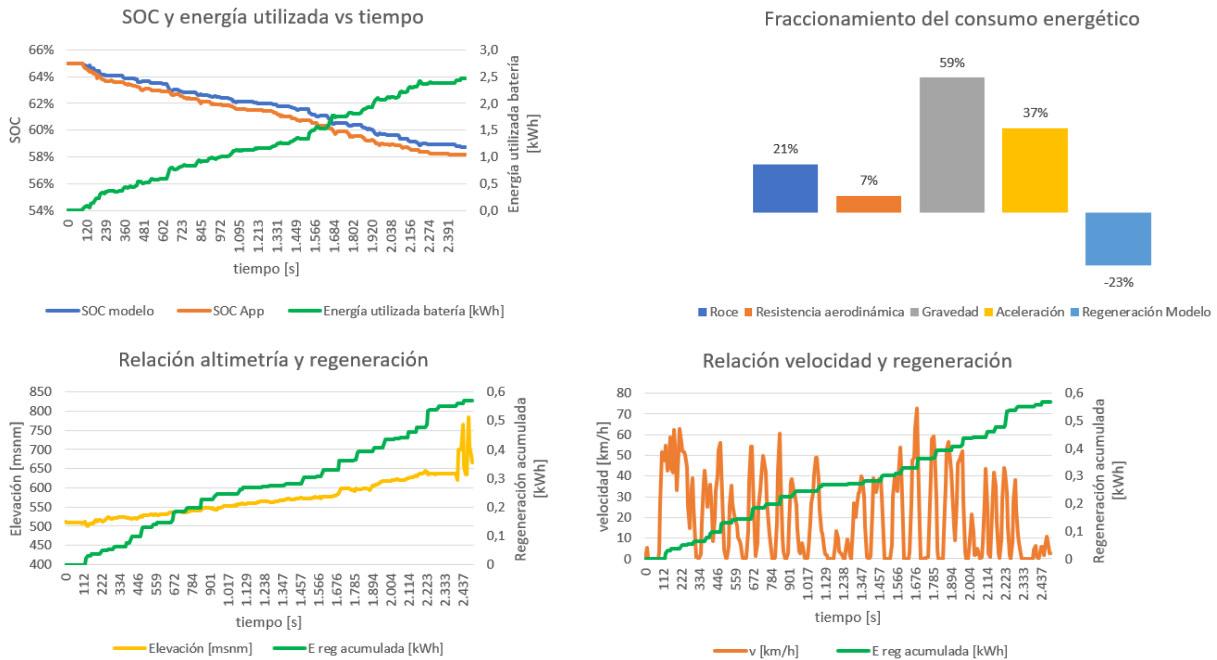 SOC y energía utilizada vs tiempo
66%
64%
62%
60%
58%
56%
54%
SOC
3,0
2,5
2,0
1,5
1,0
0,5
0,0
Energía utilizada batería
[kWh]
0 120 239 360 481 602 723 845 972 1.095 1.213 1.331 1.449 1.566 1.684 1.802 1.920 2.038 2.156 2.274 2.391
tiempo [s]
SOC modelo SOC App Energía utilizada batería [kWh]
Fraccionamiento del consumo energético
21%
7%
59%
37%
-23%
Roce Resistencia aerodinámica Gravedad Aceleración Regeneración Modelo
Relación altimetría y regeneración
850
800
750
700
650
600
550
500
450
400
Elevación [msnm]
0,6
0,5
0,4
0,3
0,2
0,1
0
Regeneración acumulada
[kWh]
0 112 222 334 446 559 672 785 901 1.017 1.129 1.238 1.347 1.457 1.567 1.676 1.785 1.894 2.004 2.114 2.223 2.333 2.437
tiempo [s]
Elevación [msnm] E reg acumulada [kWh]
Relación velocidad y regeneración
80
70
60
50
40
30
20
10
0
velocidad [km/h]
0,6
0,5
0,4
0,3
0,2
0,1
0
Regeneración acumulada
[kWh]
0 112 222 334 446 559 672 785 901 1.017 1.129 1.238 1.347 1.457 1.567 1.676 1.785 1.894 2.004 2.114 2.223 2.333 2.437
tiempo [s]
v [km/h] E reg acumulada [kWh]